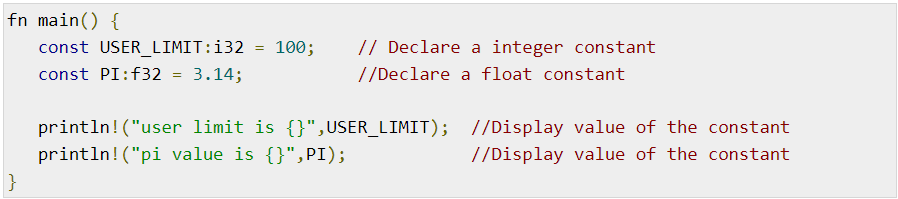 fn main() {
   const USER_LIMIT:i32 = 100;    // Declare a integer constant
   const PI:f32 = 3.14;           //Declare a float constant

   println!("user limit is {}",USER_LIMIT);  //Display value of the constant
   println!("pi value is {}",PI);            //Display value of the constant
}